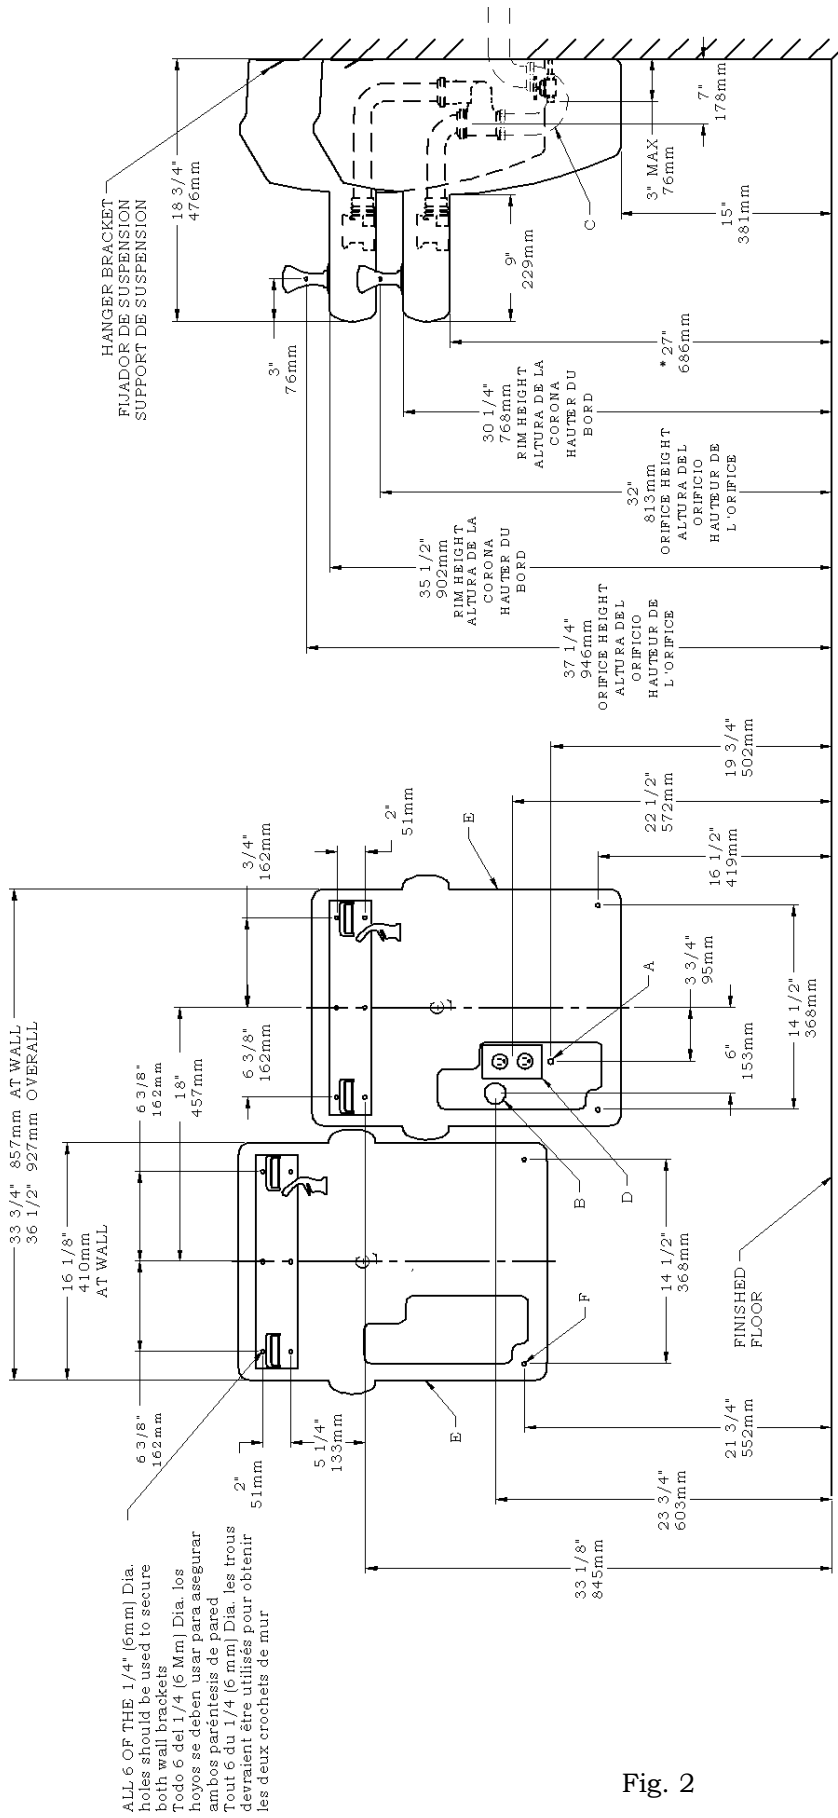 ALL 6 OF THE 1/4" (6mm) Dia.
holes should be used to secure
both wall brackets
Todo 6 del 1/4 (6 Mm) Dia. los
hoyos se deben usar para asegurar
ambos paréntesis de pared
Tout 6 du 1/4 (6 mm) Dia. les trous
devraient être utilisés pour obtenir
les deux crochets de mur
33 3/4" 857mm AT WALL
36 1/2" 927mm OVERALL
16 1/8"
410mm
AT WALL
6 3/8"
162mm
6 3/8"
162mm
18"
457mm
6 3/8"
162mm
3/4"
162mm
2"
51mm
2"
51mm
5 1/4"
133mm
℄
℄
E
E
F
B
D
A
3 3/4"
95mm
6"
153mm
14 1/2"
368mm
14 1/2"
368mm
33 1/8"
845mm
23 3/4"
603mm
21 3/4"
552mm
16 1/2"
419mm
22 1/2"
572mm
19 3/4"
502mm
FINISHED
FLOOR
HANGER BRACKET
FIJADOR DE SUSPENSION
SUPPORT DE SUSPENSION
18 3/4"
476mm
3"
76mm
9"
229mm
C
3" MAX
76mm
7"
178mm
15"
381mm
* 27"
686mm
30 1/4"
768mm
RIM HEIGHT
ALTURA DE LA
CORONA
HAUTER DU
BORD
32"
813mm
ORIFICE HEIGHT
ALTURA DEL
ORIFICIO
HAUTEUR DE
L'ORIFICE
35 1/2"
902mm
RIM HEIGHT
ALTURA DE LA
CORONA
HAUTER DU
BORD
37 1/4"
946mm
ORIFICE HEIGHT
ALTURA DEL
ORIFICIO
HAUTEUR DE
L'ORIFICE
Fig. 2